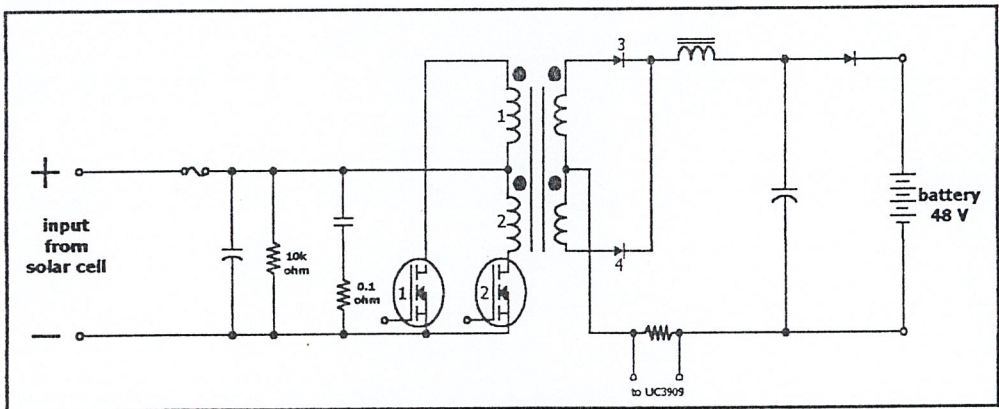 +
input
from
solar cell
−
10k
ohm
0.1
ohm
1
2
1
2
3
4
to UC3909
battery
48 V